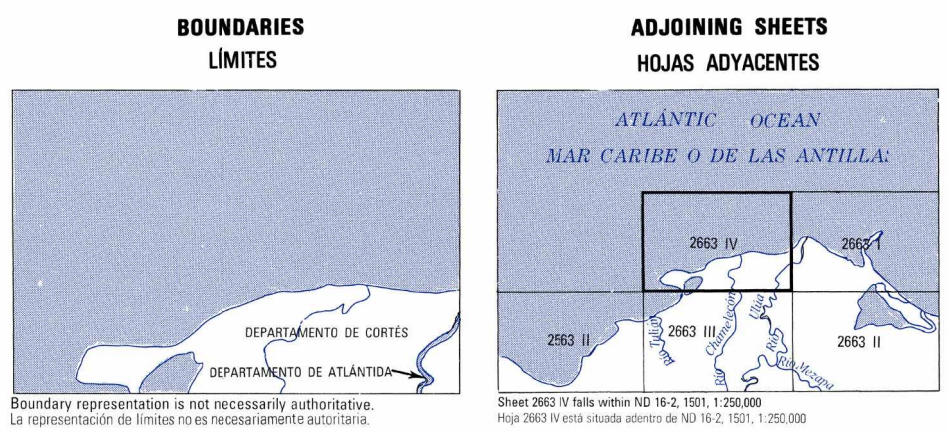 BOUNDARIES
LÍMITES
DEPARTAMENTO DE CORTÉS
DEPARTAMENTO DE ATLÁNTIDA
Boundary representation is not necessarily authoritative.
La representación de límites no es necesariamente autoritaria.
ADJOINING SHEETS
HOJAS ADYACENTES
ATLÁNTIC OCEAN
MAR CARIBE O DE LAS ANTILLAS
2663 IV
2663 I
2563 II
2663 III
2663 II
Río Tulián
Río Chamelecón
Río Ulúa
Río Mezapa
Sheet 2663 IV falls within ND 16-2, 1501, 1:250,000
Hoja 2663 IV está situada adentro de ND 16-2, 1501, 1:250,000